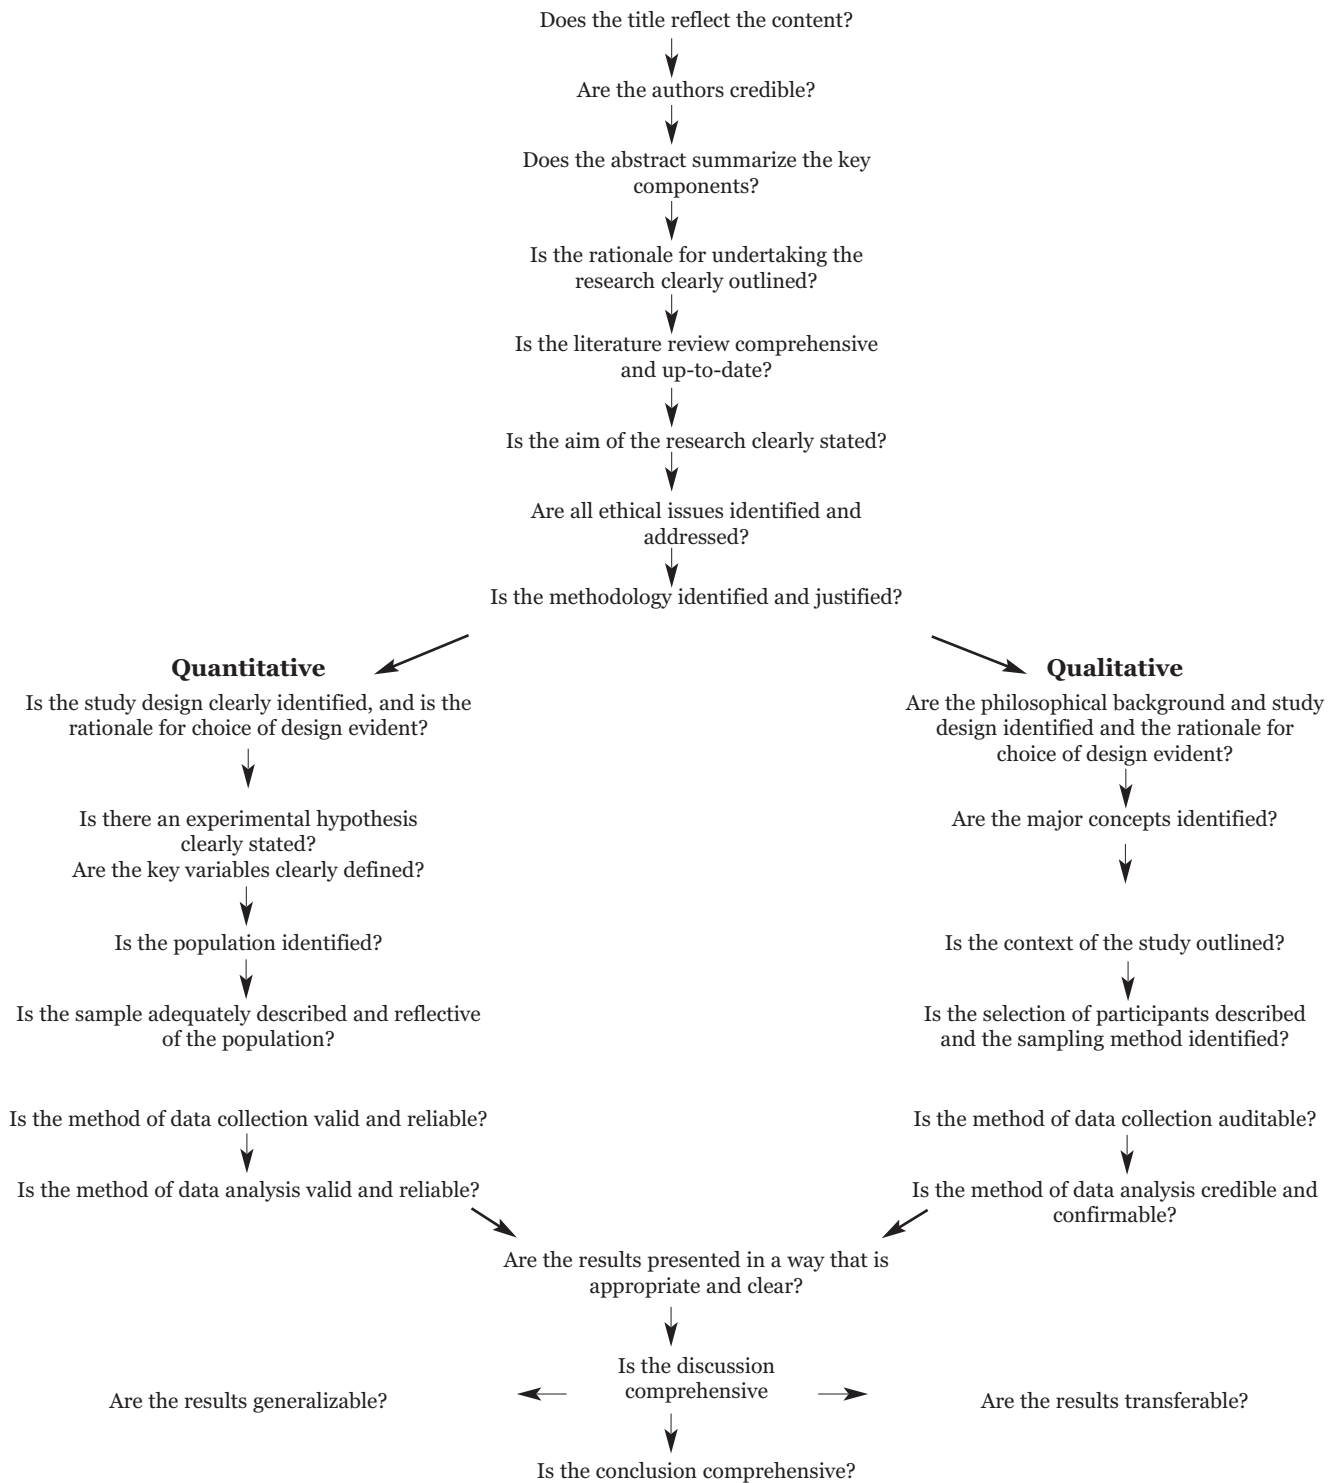 Does the title reflect the content?
Are the authors credible?
Does the abstract summarize the key
components?
Is the rationale for undertaking the
research clearly outlined?
Is the literature review comprehensive
and up-to-date?
Is the aim of the research clearly stated?
Are all ethical issues identified and
addressed?
Is the methodology identified and justified?
Quantitative
Is the study design clearly identified, and is the
rationale for choice of design evident?
Is there an experimental hypothesis
clearly stated?
Are the key variables clearly defined?
Is the population identified?
Is the sample adequately described and reflective
of the population?
Is the method of data collection valid and reliable?
Is the method of data analysis valid and reliable?
Qualitative
Are the philosophical background and study
design identified and the rationale for
choice of design evident?
Are the major concepts identified?
Is the context of the study outlined?
Is the selection of participants described
and the sampling method identified?
Is the method of data collection auditable?
Is the method of data analysis credible and
confirmable?
Are the results presented in a way that is
appropriate and clear?
Is the discussion
comprehensive
Are the results generalizable?
Are the results transferable?
Is the conclusion comprehensive?